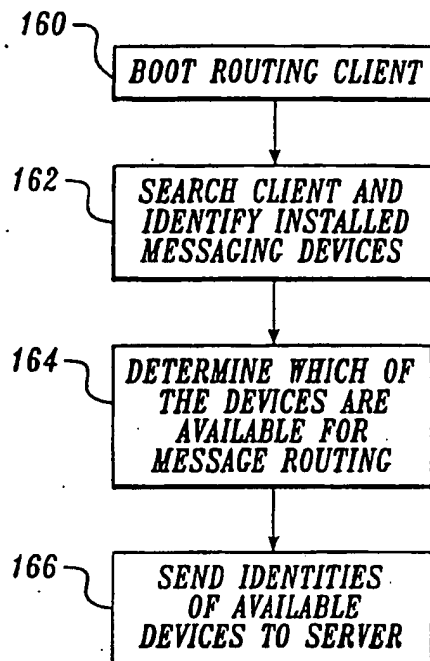 160
BOOT ROUTING CLIENT
162
SEARCH CLIENT AND
IDENTIFY INSTALLED
MESSAGING DEVICES
164
DETERMINE WHICH OF
THE DEVICES ARE
AVAILABLE FOR
MESSAGE ROUTING
166
SEND IDENTITIES
OF AVAILABLE
DEVICES TO SERVER